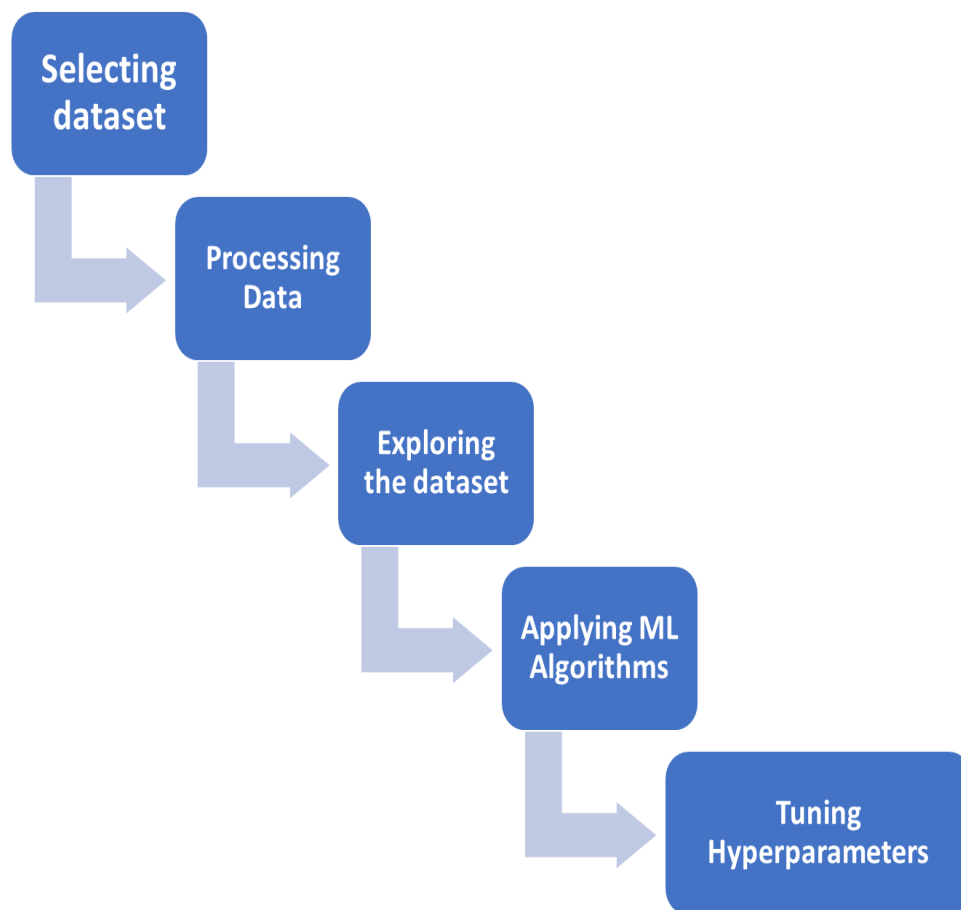 Selecting
dataset
Processing
Data
Exploring
the dataset
Applying ML
Algorithms
Tuning
Hyperparameters